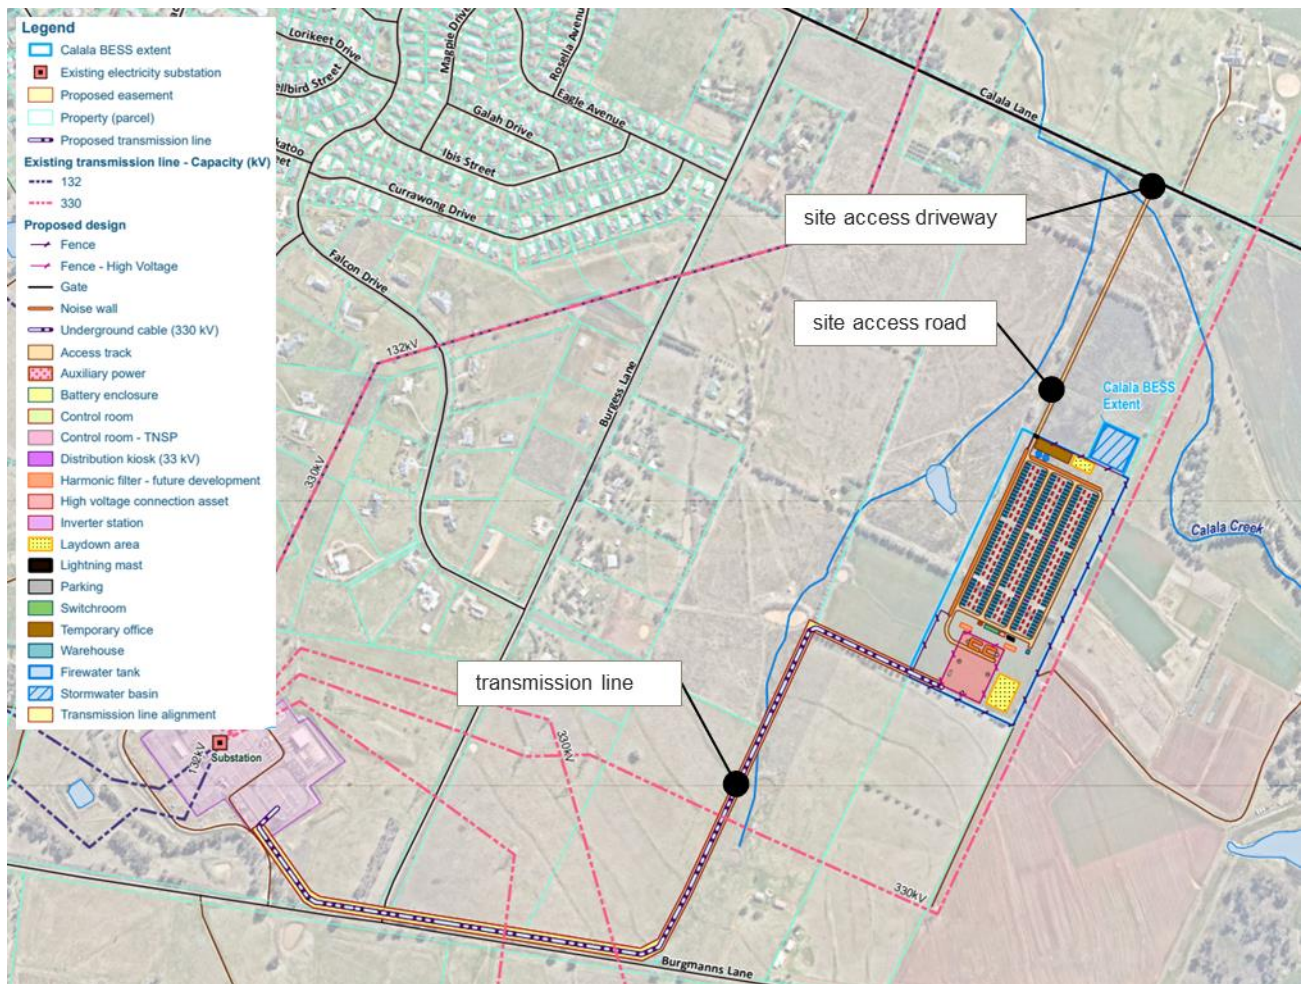 Legend
Calala BESS extent
Existing electricity substation
Proposed easement
Property (parcel)
Proposed transmission line
Existing transmission line - Capacity (kV)
132
330
Proposed design
Fence
Fence - High Voltage
Gate
Noise wall
Underground cable (330 kV)
Access track
Auxiliary power
Battery enclosure
Control room
Control room - TNSP
Distribution kiosk (33 kV)
Harmonic filter - future development
High voltage connection asset
Inverter station
Laydown area
Lightning mast
Parking
Switchroom
Temporary office
Warehouse
Firewater tank
Stormwater basin
Transmission line alignment
Lorikeet Drive
Magpie Drive
Rosella Avenue
Eagle Avenue
Galah Drive
Ibis Street
Currawong Drive
Falcon Drive
Burgess Lane
Calala Lane
site access driveway
site access road
132kV
330kV
Calala BESS
Extent
Calala Creek
transmission line
330kV
132kV
Substation
330kV
Burgmanns Lane